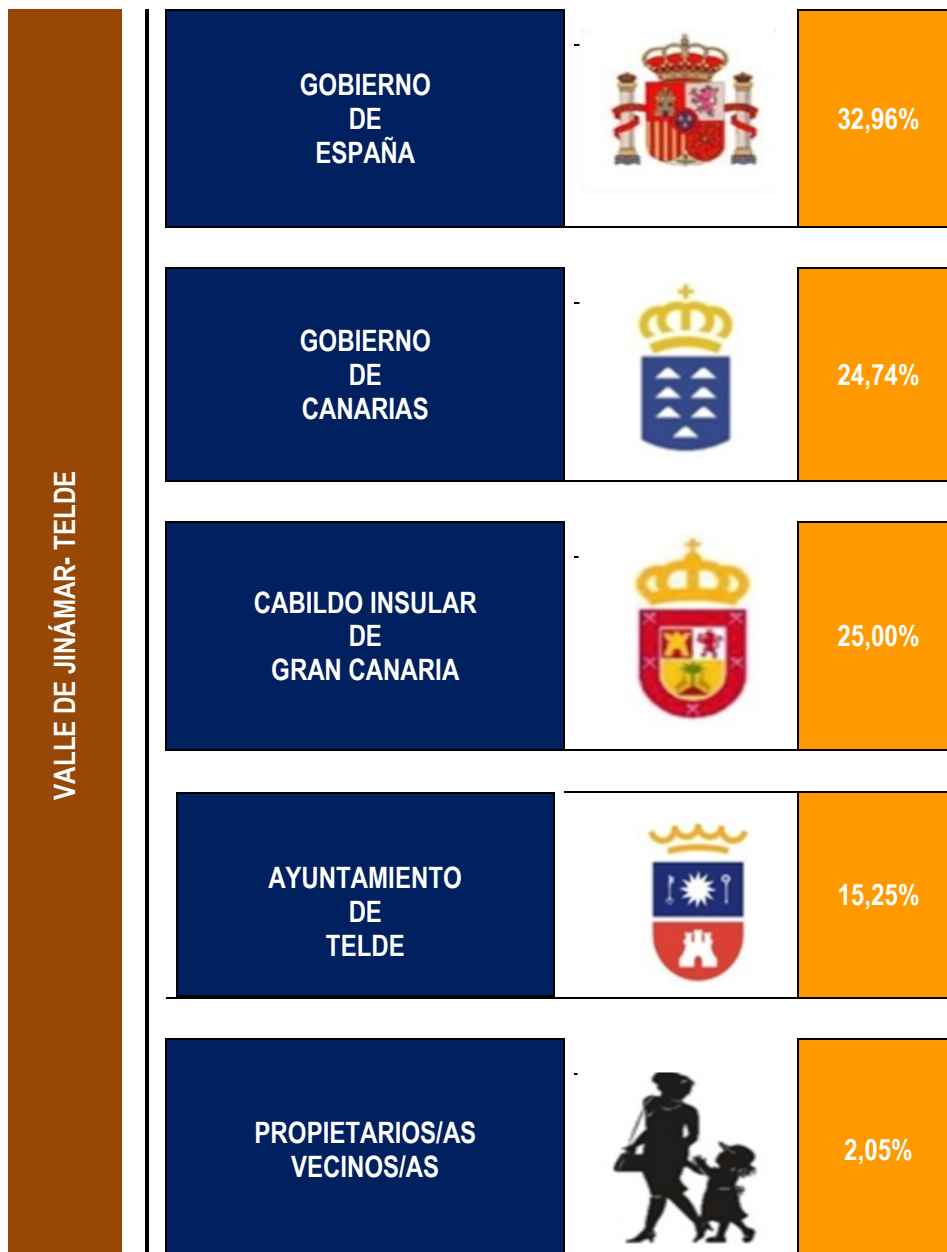 VALLE DE JINÁMAR- TELDE
GOBIERNO
DE
ESPAÑA
-
32,96%
GOBIERNO
DE
CANARIAS
-
24,74%
CABILDO INSULAR
DE
GRAN CANARIA
-
25,00%
AYUNTAMIENTO
DE
TELDE
15,25%
PROPIETARIOS/AS
VECINOS/AS
-
2,05%